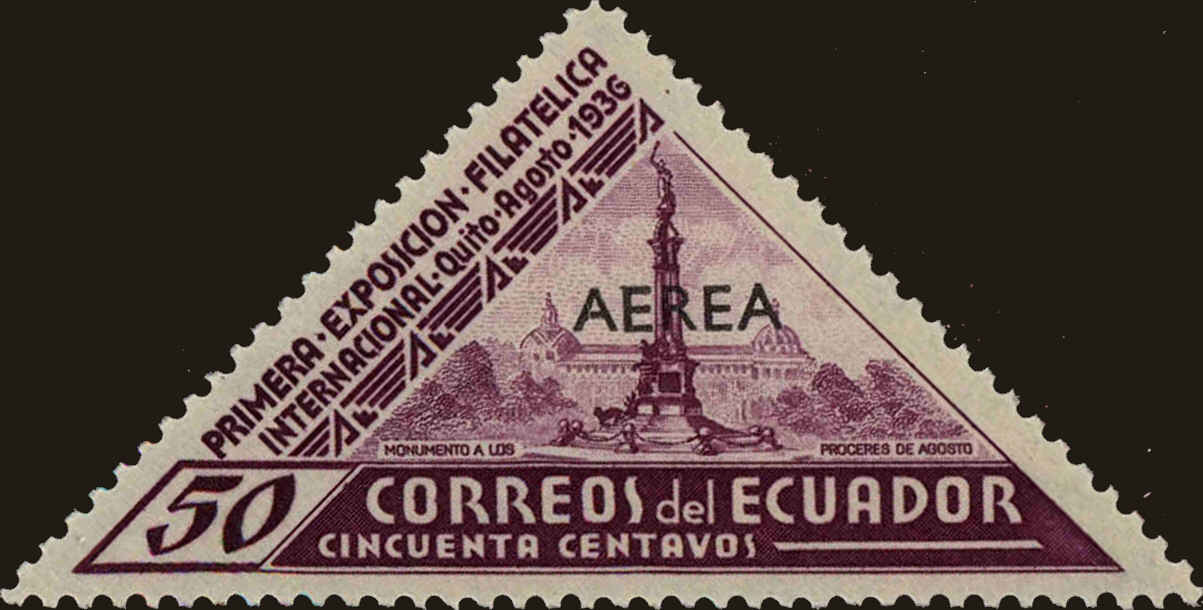 PRIMERA · EXPOSICION · FILATELICA
INTERNACIONAL · Quito · Agosto · 1936
AEREA
MONUMENTO A LOS PROCERES DE AGOSTO
50 CORREOS del ECUADOR
CINCUENTA CENTAVOS